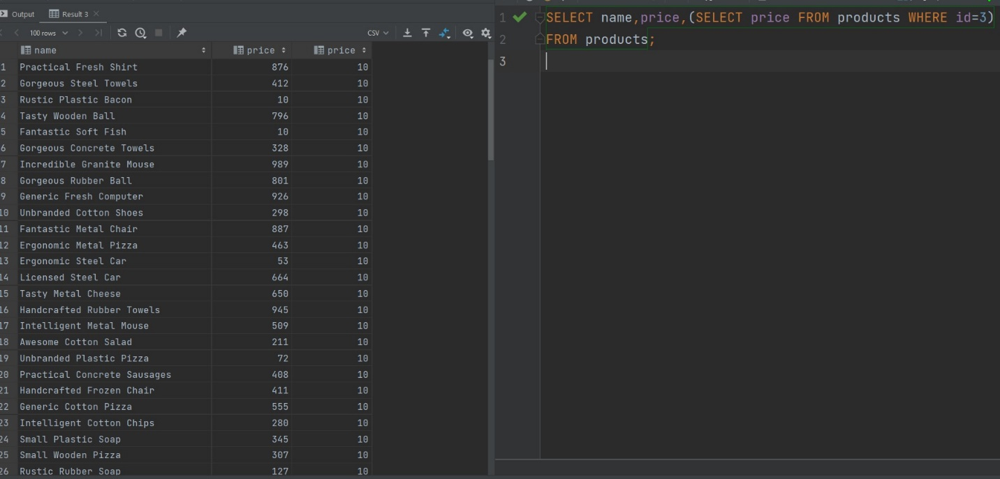 Output Result 3
100 rows CSV
name price price
1 Practical Fresh Shirt 876 10
2 Gorgeous Steel Towels 412 10
3 Rustic Plastic Bacon 10 10
4 Tasty Wooden Ball 796 10
5 Fantastic Soft Fish 10 10
6 Gorgeous Concrete Towels 328 10
7 Incredible Granite Mouse 989 10
8 Gorgeous Rubber Ball 801 10
9 Generic Fresh Computer 926 10
10 Unbranded Cotton Shoes 298 10
11 Fantastic Metal Chair 887 10
12 Ergonomic Metal Pizza 463 10
13 Ergonomic Steel Car 53 10
14 Licensed Steel Car 664 10
15 Tasty Metal Cheese 650 10
16 Handcrafted Rubber Towels 945 10
17 Intelligent Metal Mouse 509 10
18 Awesome Cotton Salad 211 10
19 Unbranded Plastic Pizza 72 10
20 Practical Concrete Sausages 408 10
21 Handcrafted Frozen Chair 411 10
22 Generic Cotton Pizza 555 10
23 Intelligent Cotton Chips 280 10
24 Small Plastic Soap 345 10
25 Small Wooden Pizza 307 10
26 Rustic Rubber Soap 127 10
1 SELECT name,price,(SELECT price FROM products WHERE id=3)
2 FROM products;
3